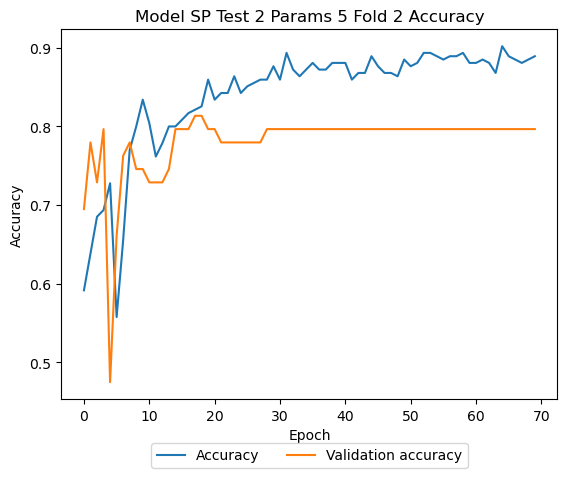 Model SP Test 2 Params 5 Fold 2 Accuracy
0.9
0.8
0.7
0.6
0.5
Accuracy
0 10 20 30 40 50 60 70
Epoch
Accuracy Validation accuracy